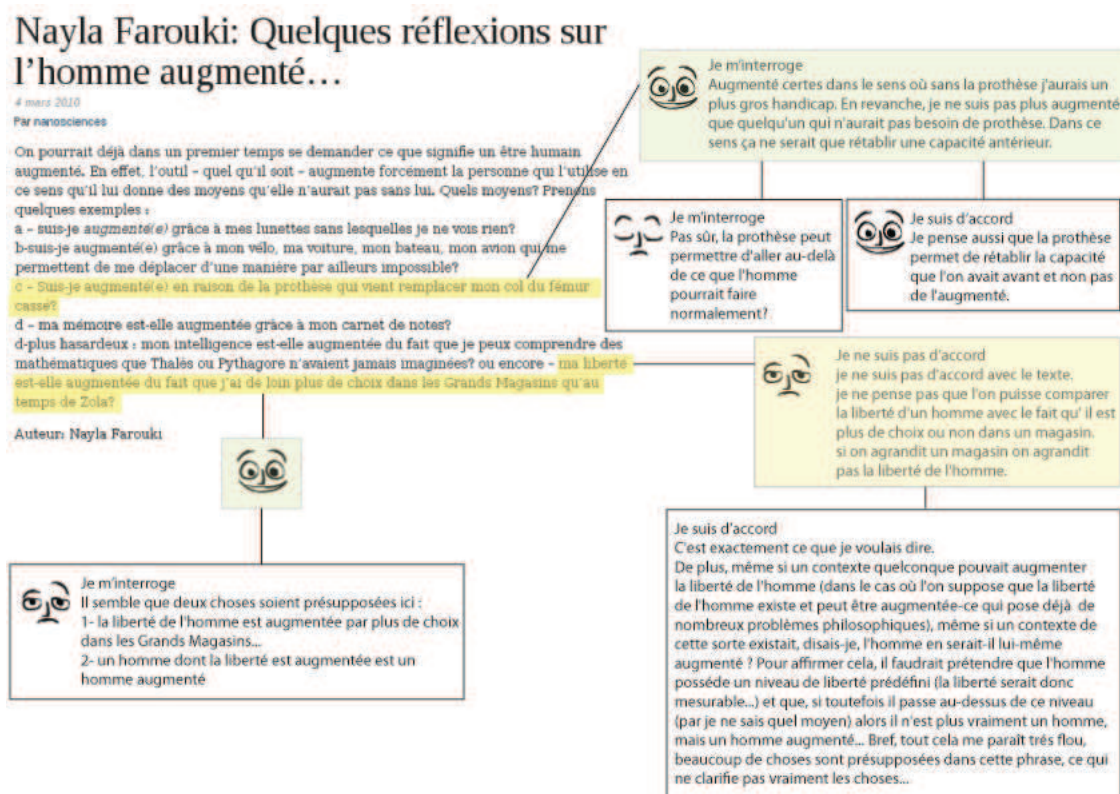 Nayla Farouki: Quelques réflexions sur
l'homme augmenté…
4 mars 2010
Par nanosciences
On pourrait déjà dans un premier temps se demander ce que signifie un être humain
augmenté. En effet, l'outil – quel qu'il soit – augmente forcément la personne qui l'utilise en
ce sens qu'il lui donne des moyens qu'elle n'aurait pas sans lui. Quels moyens? Prenons
quelques exemples :
a – suis-je augmenté(e) grâce à mes lunettes sans lesquelles je ne vois rien?
b-suis-je augmenté(e) grâce à mon vélo, ma voiture, mon bateau, mon avion qui me
permettent de me déplacer d'une manière par ailleurs impossible?
c – Suis-je augmenté(e) en raison de la prothèse qui vient remplacer mon col du fémur
cassé?
d – ma mémoire est-elle augmentée grâce à mon carnet de notes?
d-plus hasardeux : mon intelligence est-elle augmentée du fait que je peux comprendre des
mathématiques que Thalès ou Pythagore n'avaient jamais imaginées? ou encore – ma liberté
est-elle augmentée du fait que j'ai de loin plus de choix dans les Grands Magasins qu'au
temps de Zola?
Auteur: Nayla Farouki
Je m'interroge
Augmenté certes dans le sens où sans la prothèse j'aurais un
plus gros handicap. En revanche, je ne suis pas plus augmenté
que quelqu'un qui n'aurait pas besoin de prothèse. Dans ce
sens ça ne serait que rétablir une capacité antérieur.
Je m'interroge
Pas sûr, la prothèse peut
permettre d'aller au-delà
de ce que l'homme
pourrait faire
normalement?
Je suis d'accord
Je pense aussi que la prothèse
permet de rétablir la capacité
que l'on avait avant et non pas
de l'augmenté.
Je ne suis pas d'accord
je ne suis pas d'accord avec le texte.
je ne pense pas que l'on puisse comparer
la liberté d'un homme avec le fait qu' il est
plus de choix ou non dans un magasin.
si on agrandit un magasin on agrandit
pas la liberté de l'homme.
Je m'interroge
Il semble que deux choses soient présupposées ici :
1- la liberté de l'homme est augmentée par plus de choix
dans les Grands Magasins...
2- un homme dont la liberté est augmentée est un
homme augmenté
Je suis d'accord
C'est exactement ce que je voulais dire.
De plus, même si un contexte quelconque pouvait augmenter
la liberté de l'homme (dans le cas où l'on suppose que la liberté
de l'homme existe et peut être augmentée-ce qui pose déjà de
nombreux problèmes philosophiques), même si un contexte de
cette sorte existait, disais-je, l'homme en serait-il lui-même
augmenté ? Pour affirmer cela, il faudrait prétendre que l'homme
posséde un niveau de liberté prédéfini (la liberté serait donc
mesurable...) et que, si toutefois il passe au-dessus de ce niveau
(par je ne sais quel moyen) alors il n'est plus vraiment un homme,
mais un homme augmenté... Bref, tout cela me paraît trés flou,
beaucoup de choses sont présupposées dans cette phrase, ce qui
ne clarifie pas vraiment les choses...